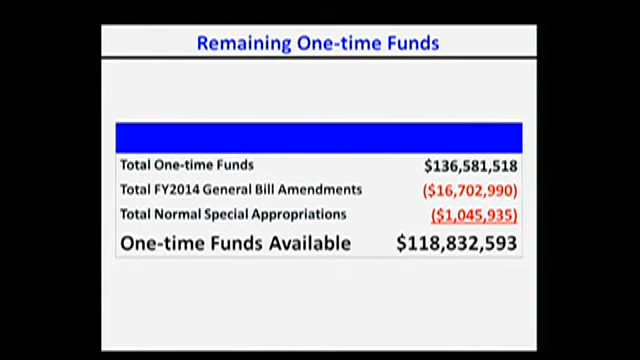 Remaining One-time Funds
Total One-time Funds $136,581,518
Total FY2014 General Bill Amendments ($16,702,990)
Total Normal Special Appropriations ($1,045,935)
One-time Funds Available $118,832,593